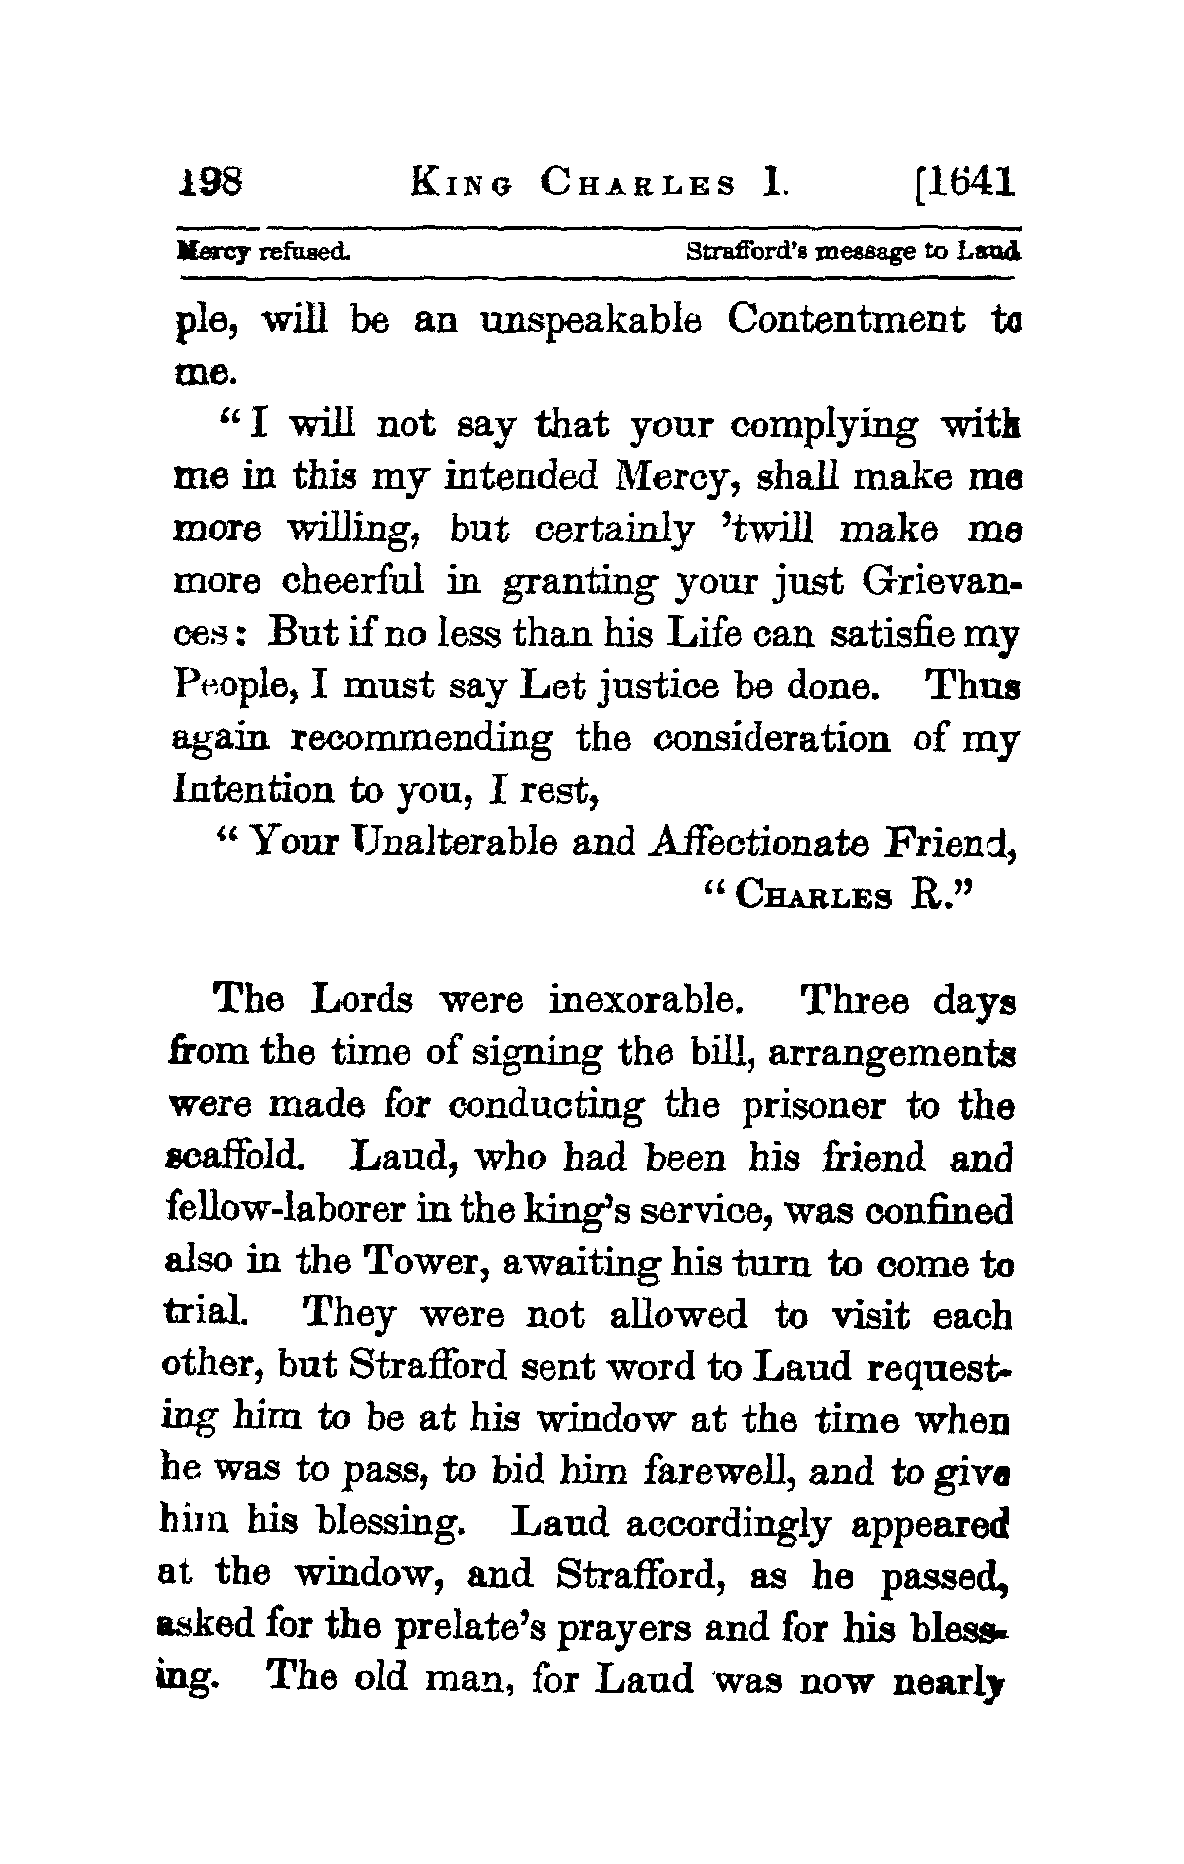 198 KING CHARLES I. [1641
Mercy refused. Strafford's message to Laud.
ple, will be an unspeakable Contentment to
me.
“I will not say that your complying with
me in this my intended Mercy, shall make me
more willing, but certainly ’twill make me
more cheerful in granting your just Grievan-
ces: But if no less than his Life can satisfie my
People, I must say Let justice be done. Thus
again recommending the consideration of my
Intention to you, I rest,
“Your Unalterable and Affectionate Friend,
“CHARLES R.”
The Lords were inexorable. Three days
from the time of signing the bill, arrangements
were made for conducting the prisoner to the
scaffold. Laud, who had been his friend and
fellow-laborer in the king’s service, was confined
also in the Tower, awaiting his turn to come to
trial. They were not allowed to visit each
other, but Strafford sent word to Laud request-
ing him to be at his window at the time when
he was to pass, to bid him farewell, and to give
him his blessing. Laud accordingly appeared
at the window, and Strafford, as he passed,
asked for the prelate’s prayers and for his bless-
ing. The old man, for Laud was now nearly